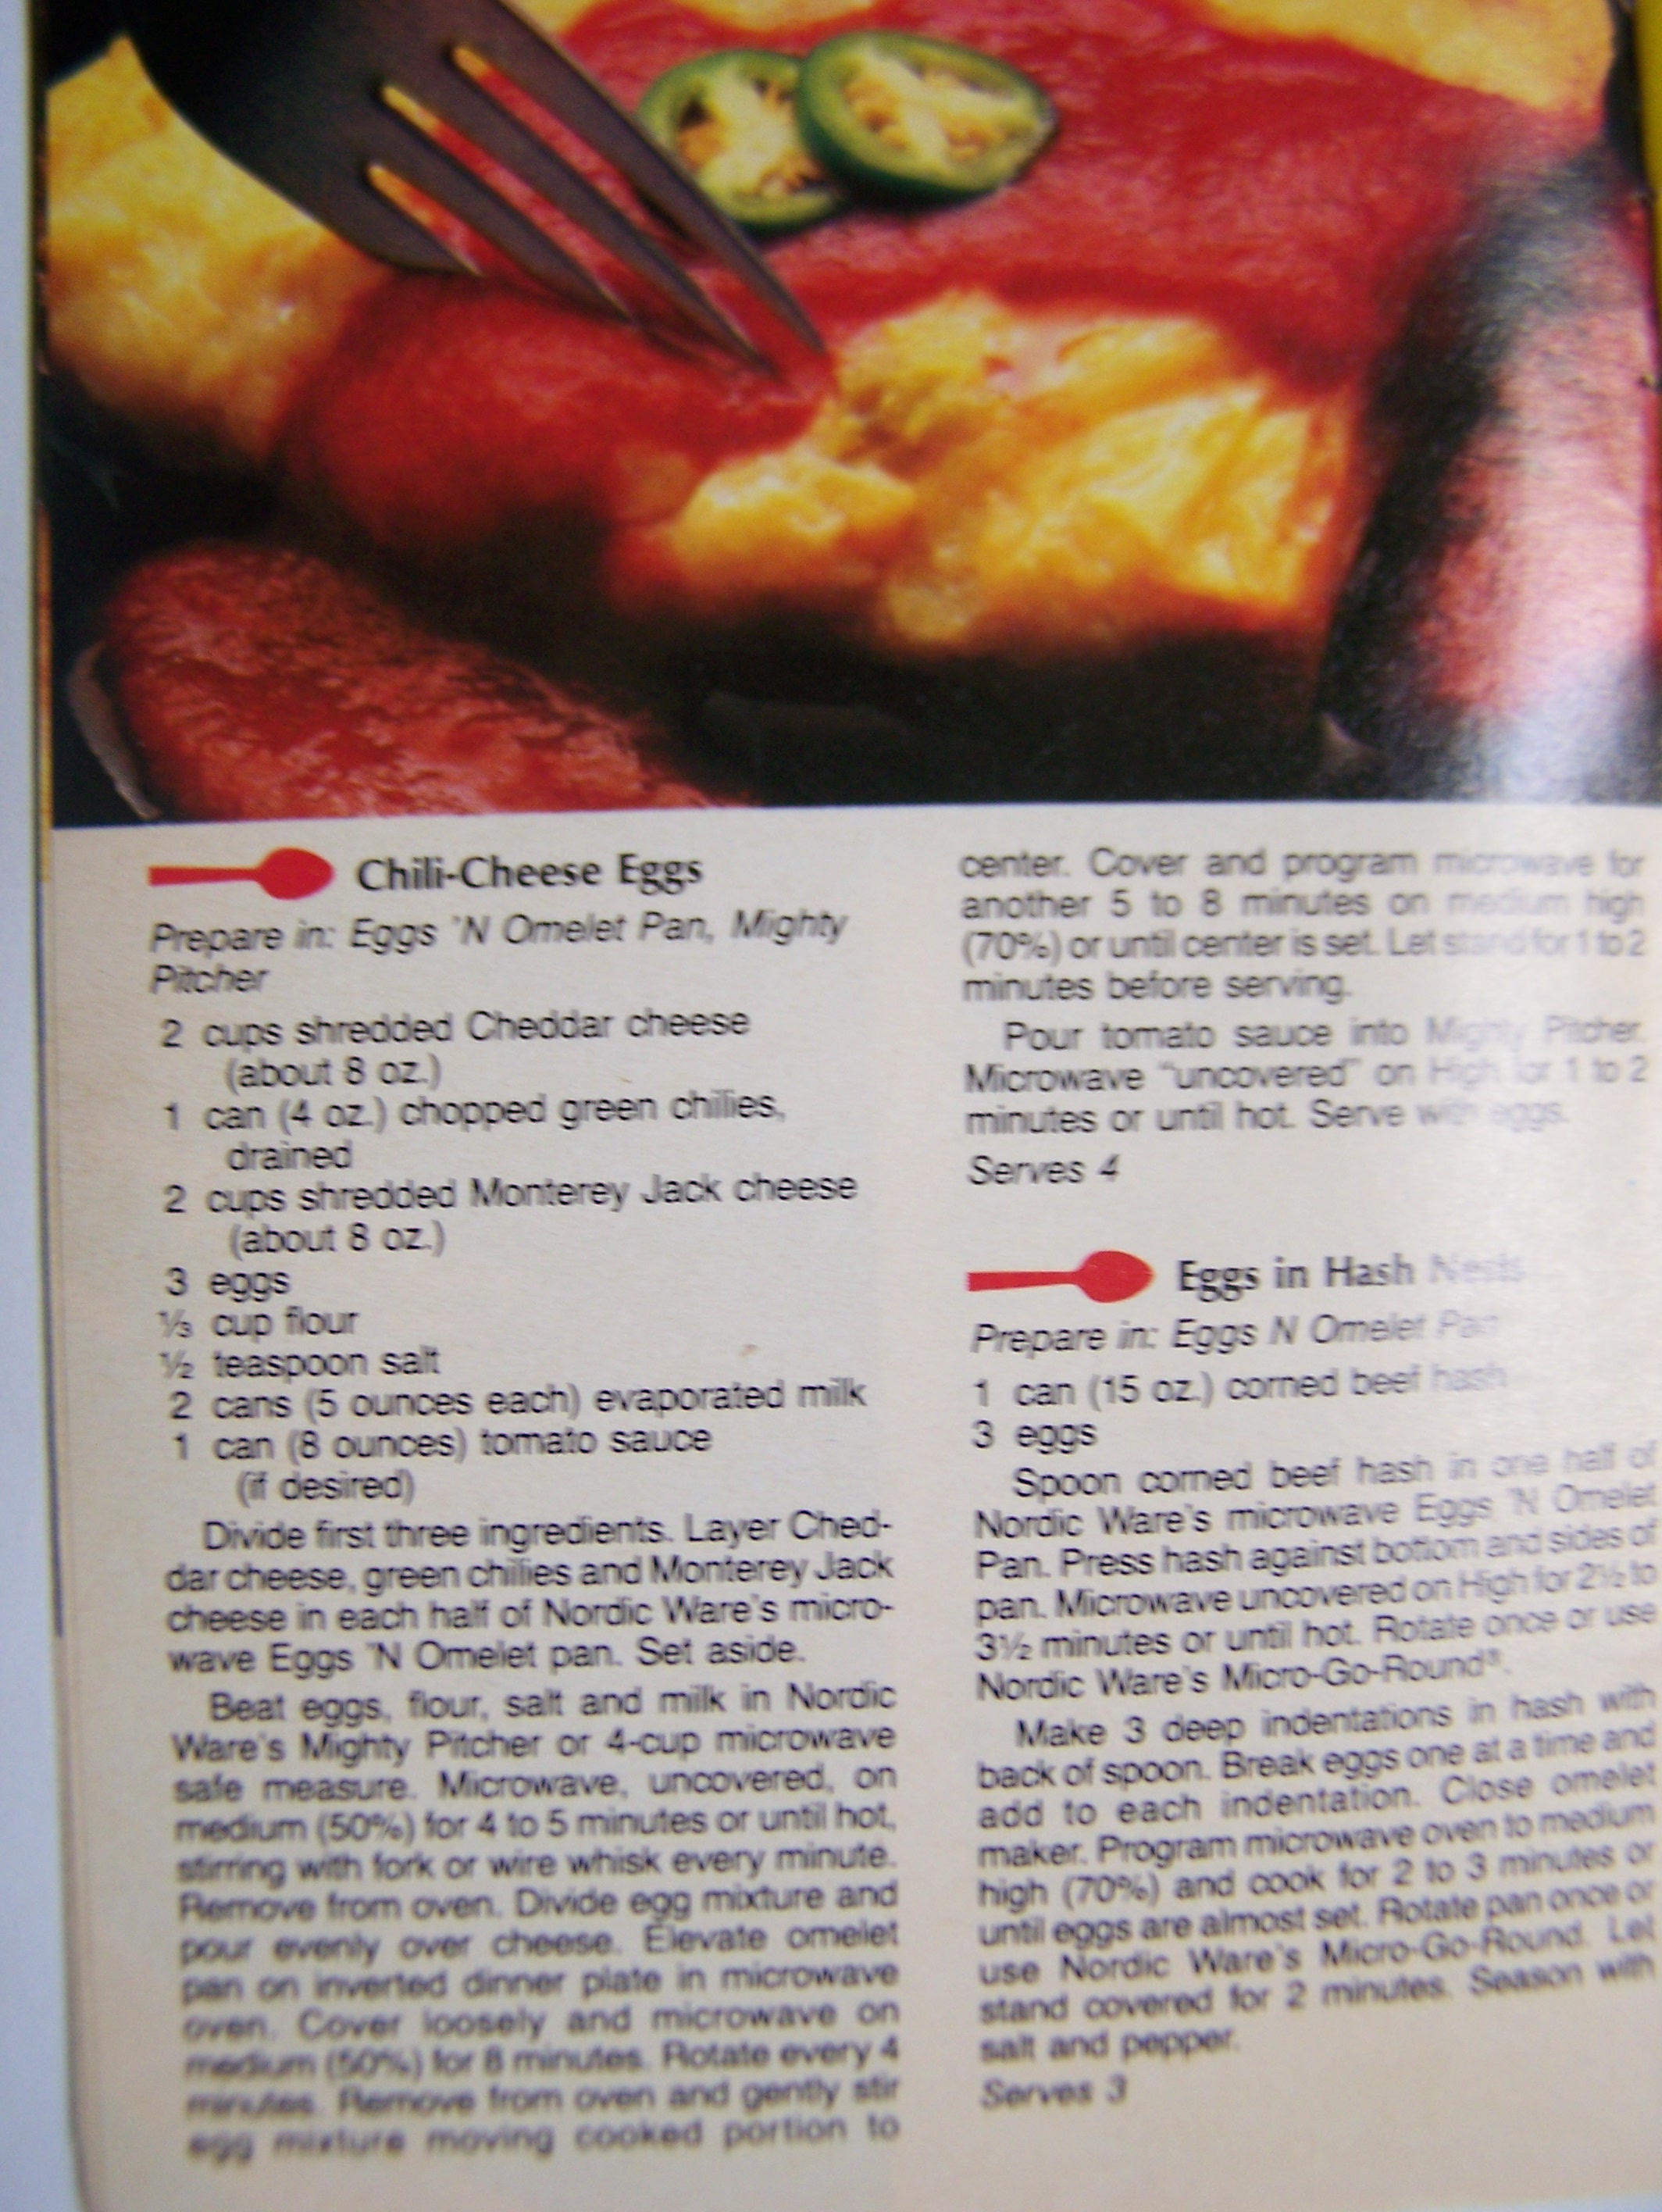 Chili-Cheese Eggs
Prepare in: Eggs 'N Omelet Pan, Mighty
Pitcher
2 cups shredded Cheddar cheese
(about 8 oz.)
1 can (4 oz.) chopped green chilies,
drained
2 cups shredded Monterey Jack cheese
(about 8 oz.)
3 eggs
⅓ cup flour
½ teaspoon salt
2 cans (5 ounces each) evaporated milk
1 can (8 ounces) tomato sauce
(if desired)
Divide first three ingredients. Layer Ched-
dar cheese, green chilies and Monterey Jack
cheese in each half of Nordic Ware's micro-
wave Eggs 'N Omelet pan. Set aside.
Beat eggs, flour, salt and milk in Nordic
Ware's Mighty Pitcher or 4-cup microwave
safe measure. Microwave, uncovered, on
medium (50%) for 4 to 5 minutes or until hot,
stirring with fork or wire whisk every minute.
Remove from oven. Divide egg mixture and
pour evenly over cheese. Elevate omelet
pan on inverted dinner plate in microwave
oven. Cover loosely and microwave on
medium (50%) for 8 minutes. Rotate every 4
minutes. Remove from oven and gently stir
egg mixture moving cooked portion to
center. Cover and program microwave for
another 5 to 8 minutes on medium high
(70%) or until center is set. Let stand for 1 to 2
minutes before serving.
Pour tomato sauce into Mighty Pitcher.
Microwave "uncovered" on High for 1 to 2
minutes or until hot. Serve with eggs.
Serves 4
Eggs in Hash Nests
Prepare in: Eggs N Omelet Pan
1 can (15 oz.) corned beef hash
3 eggs
Spoon corned beef hash in one half of
Nordic Ware's microwave Eggs 'N Omelet
Pan. Press hash against bottom and sides of
pan. Microwave uncovered on High for 2½ to
3½ minutes or until hot. Rotate once or use
Nordic Ware's Micro-Go-Round®.
Make 3 deep indentations in hash with
back of spoon. Break eggs one at a time and
add to each indentation. Close omelet
maker. Program microwave oven to medium
high (70%) and cook for 2 to 3 minutes or
until eggs are almost set. Rotate pan once or
use Nordic Ware's Micro-Go-Round. Let
stand covered for 2 minutes. Season with
salt and pepper.
Serves 3